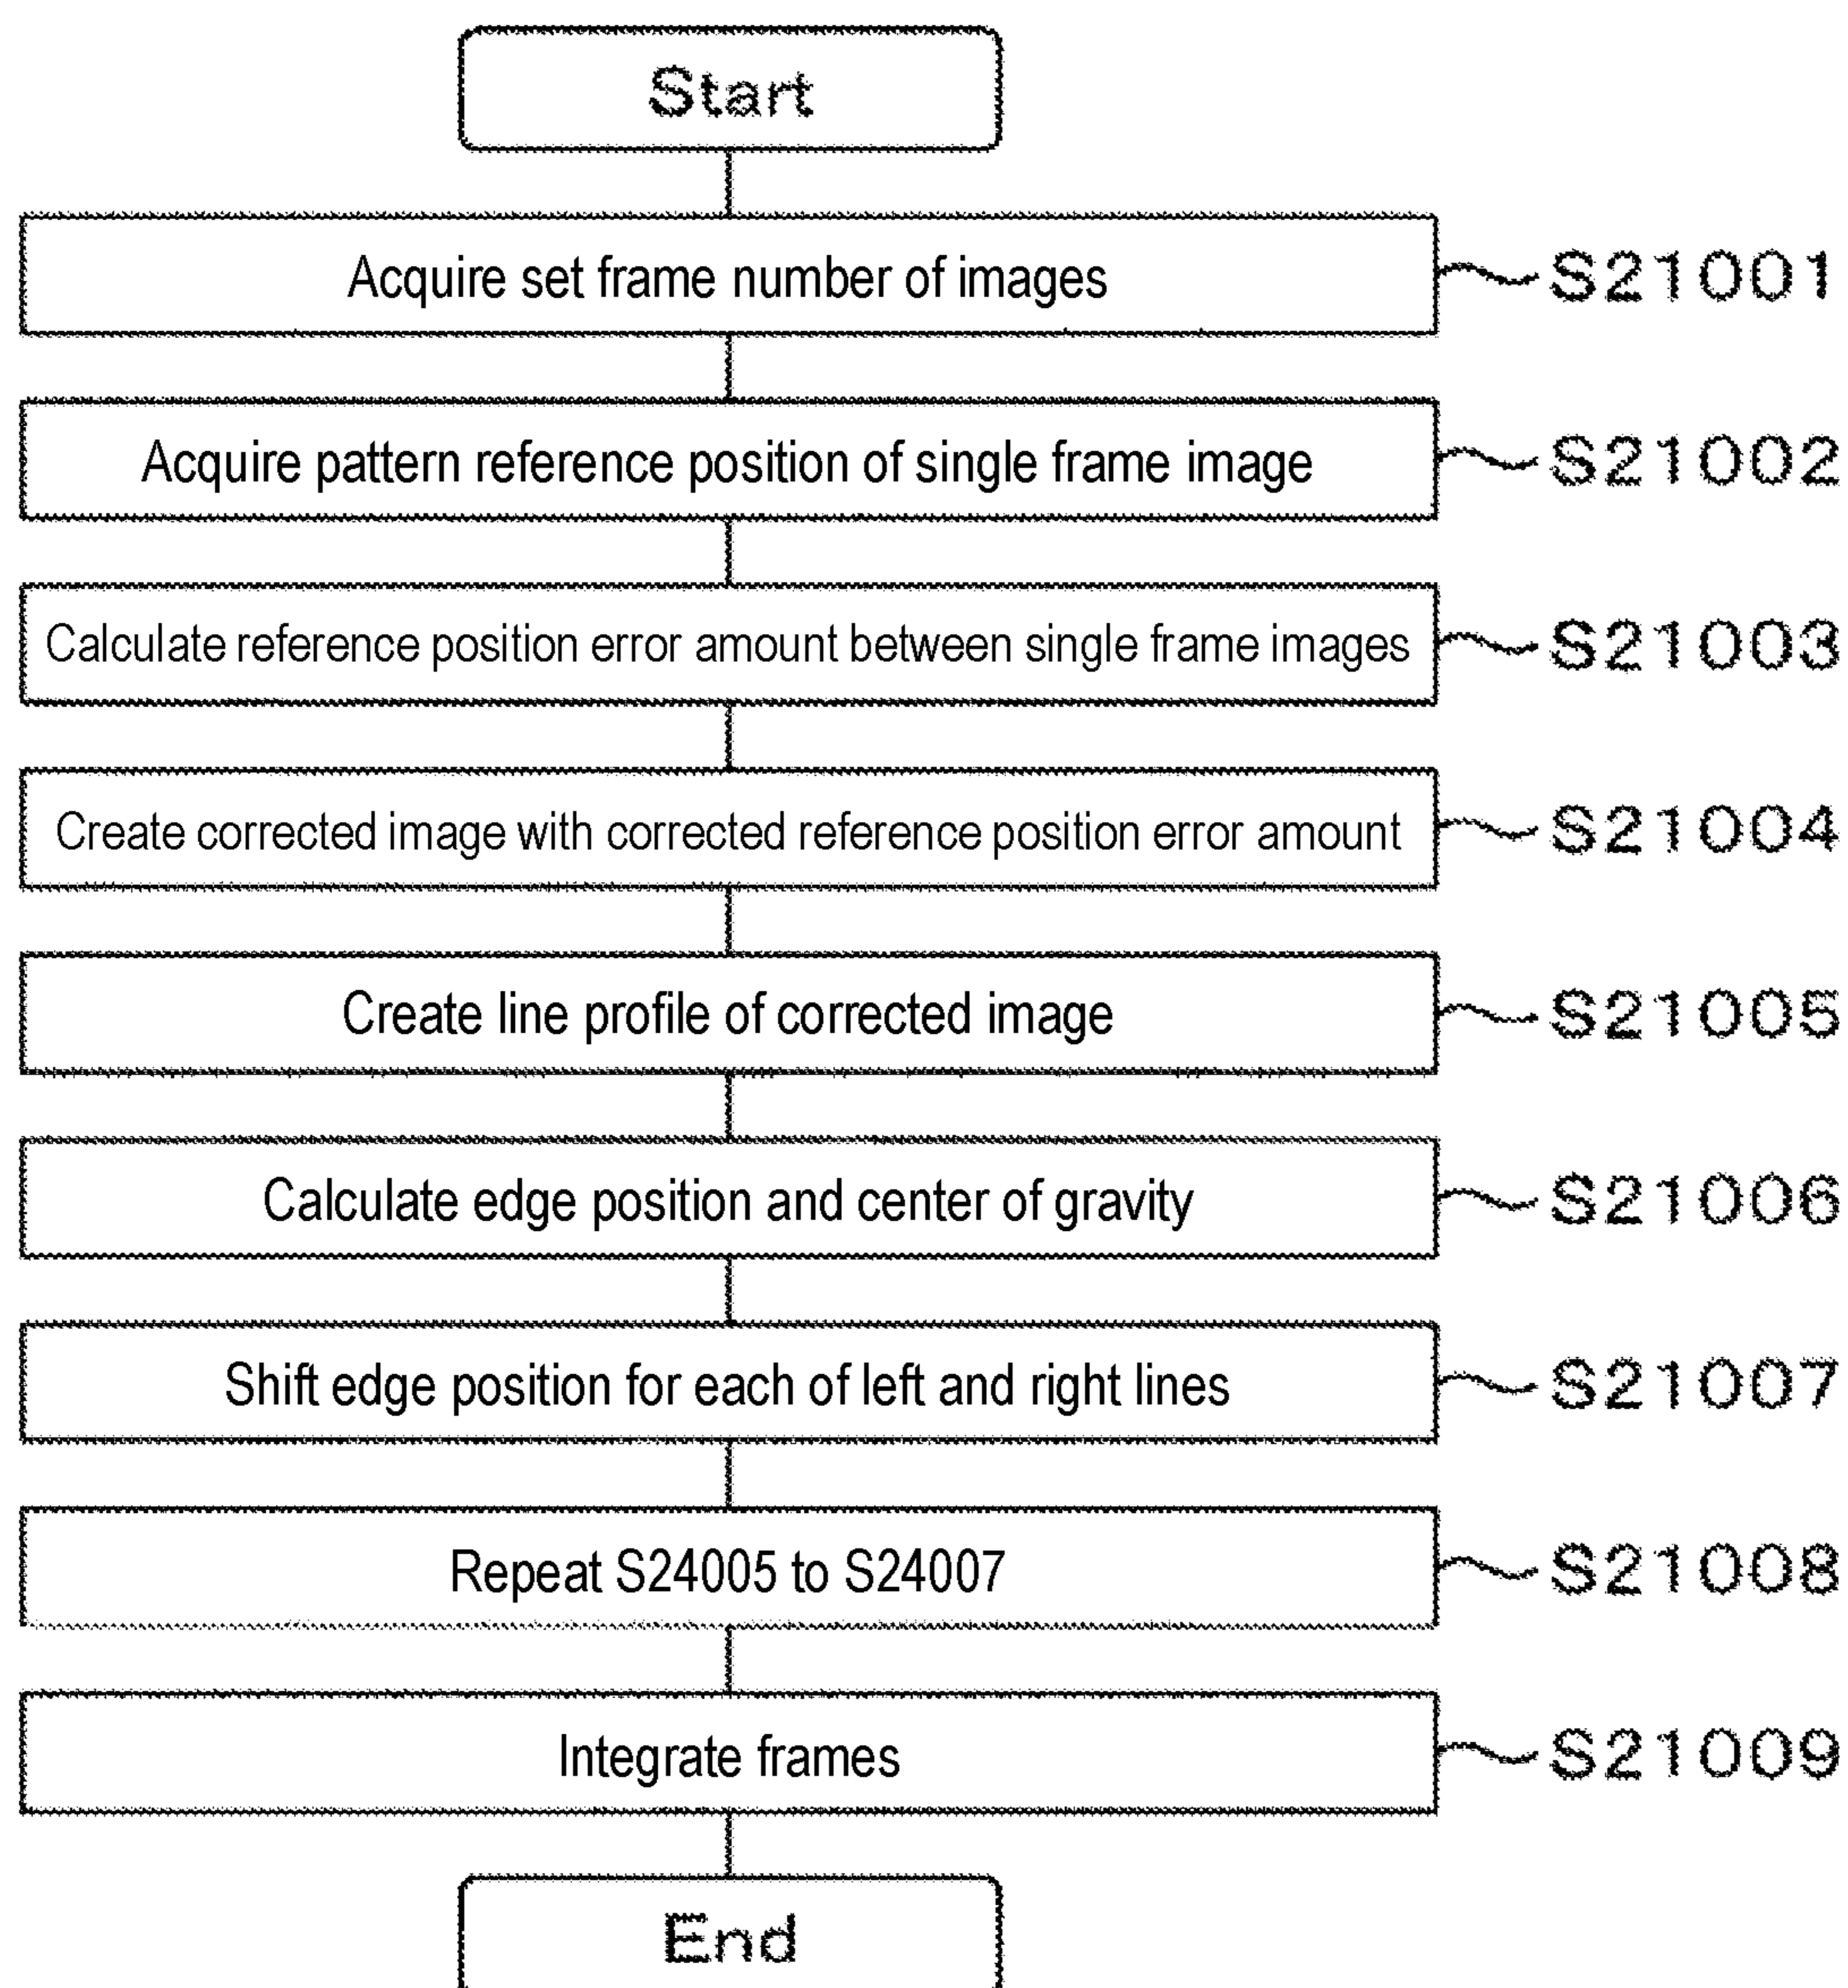 Start
Acquire set frame number of images
S21001
Acquire pattern reference position of single frame image
S21002
Calculate reference position error amount between single frame images
S21003
Create corrected image with corrected reference position error amount
S21004
Create line profile of corrected image
S21005
Calculate edge position and center of gravity
S21006
Shift edge position for each of left and right lines
S21007
Repeat S24005 to S24007
S21008
Integrate frames
S21009
End